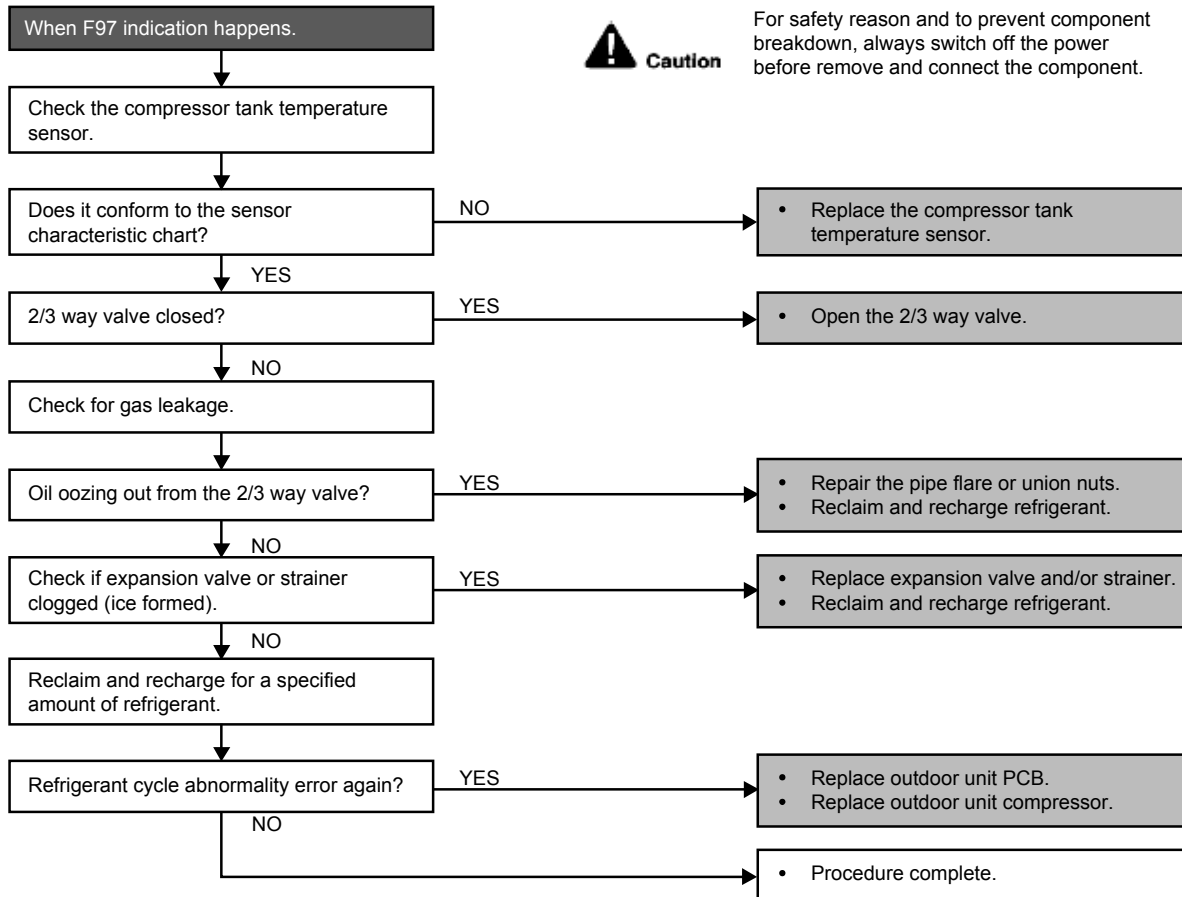 When F97 indication happens.
Caution
For safety reason and to prevent component
breakdown, always switch off the power
before remove and connect the component.
Check the compressor tank temperature
sensor.
Does it conform to the sensor
characteristic chart?
NO
• Replace the compressor tank
temperature sensor.
YES
2/3 way valve closed?
YES
• Open the 2/3 way valve.
NO
Check for gas leakage.
Oil oozing out from the 2/3 way valve?
YES
• Repair the pipe flare or union nuts.
• Reclaim and recharge refrigerant.
NO
Check if expansion valve or strainer
clogged (ice formed).
YES
• Replace expansion valve and/or strainer.
• Reclaim and recharge refrigerant.
NO
Reclaim and recharge for a specified
amount of refrigerant.
Refrigerant cycle abnormality error again?
YES
• Replace outdoor unit PCB.
• Replace outdoor unit compressor.
NO
• Procedure complete.